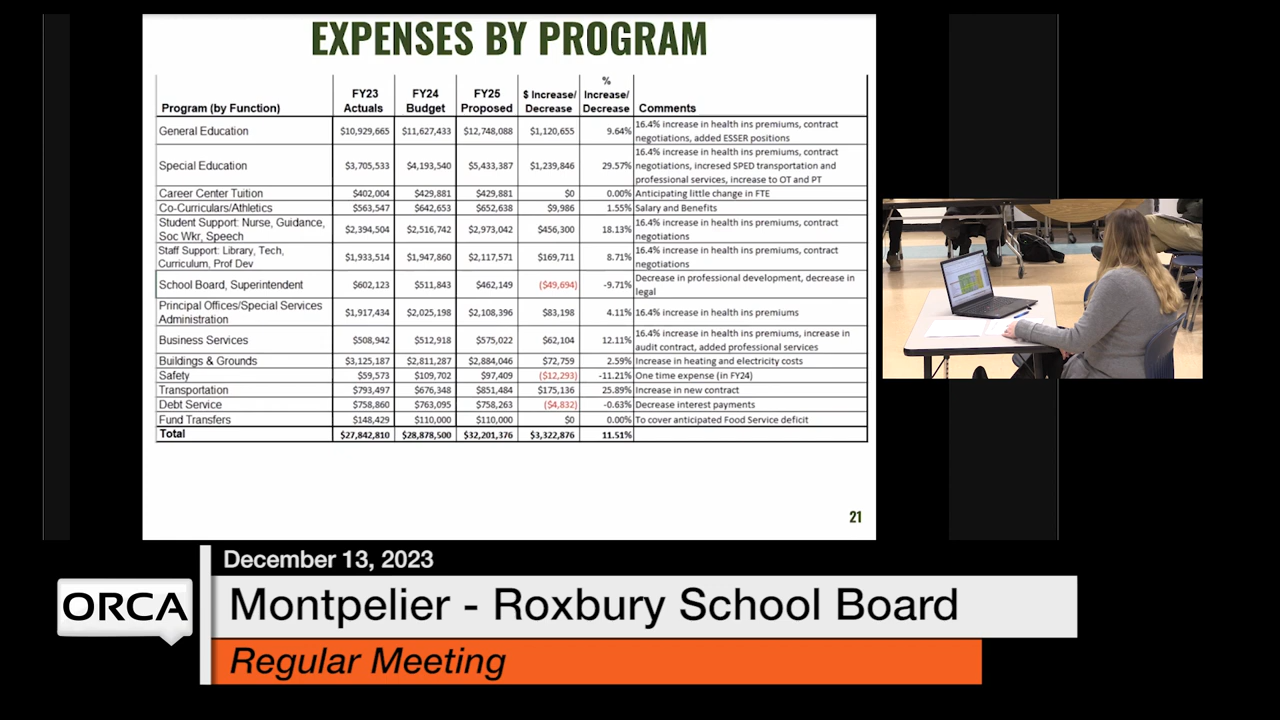 EXPENSES BY PROGRAM
Program (by Function) FY23 Actuals FY24 Budget FY25 Proposed $ Increase/ Decrease % Increase/ Decrease Comments
General Education $10,929,665 $11,627,433 $12,748,088 $1,120,655 9.64% 16.4% increase in health ins premiums, contract negotiations, added ESSER positions
Special Education $3,705,533 $4,193,540 $5,433,387 $1,239,846 29.57% 16.4% increase in health ins premiums, contract negotiations, incresed SPED transportation and professional services, increase to OT and PT
Career Center Tuition $402,004 $429,881 $429,881 $0 0.00% Anticipating little change in FTE
Co-Curriculars/Athletics $563,547 $642,653 $652,638 $9,986 1.55% Salary and Benefits
Student Support: Nurse, Guidance, Soc Wkr, Speech $2,394,504 $2,516,742 $2,973,042 $456,300 18.13% 16.4% increase in health ins premiums, contract negotiations
Staff Support: Library, Tech, Curriculum, Prof Dev $1,933,514 $1,947,860 $2,117,571 $169,711 8.71% 16.4% increase in health ins premiums, contract negotiations
School Board, Superintendent $602,123 $511,843 $462,149 ($49,694) -9.71% Decrease in professional development, decrease in legal
Principal Offices/Special Services Administration $1,917,434 $2,025,198 $2,108,396 $83,198 4.11% 16.4% increase in health ins premiums
Business Services $508,942 $512,918 $575,022 $62,104 12.11% 16.4% increase in health ins premiums, increase in audit contract, added professional services
Buildings & Grounds $3,125,187 $2,811,287 $2,884,046 $72,759 2.59% Increase in heating and electricity costs
Safety $59,573 $109,702 $97,409 ($12,293) -11.21% One time expense (in FY24)
Transportation $793,497 $676,348 $851,484 $175,136 25.89% Increase in new contract
Debt Service $758,860 $763,095 $758,263 ($4,832) -0.63% Decrease interest payments
Fund Transfers $148,429 $110,000 $110,000 $0 0.00% To cover anticipated Food Service deficit
Total $27,842,810 $28,878,500 $32,201,376 $3,322,876 11.51%
21
December 13, 2023
ORCA
Montpelier - Roxbury School Board
Regular Meeting